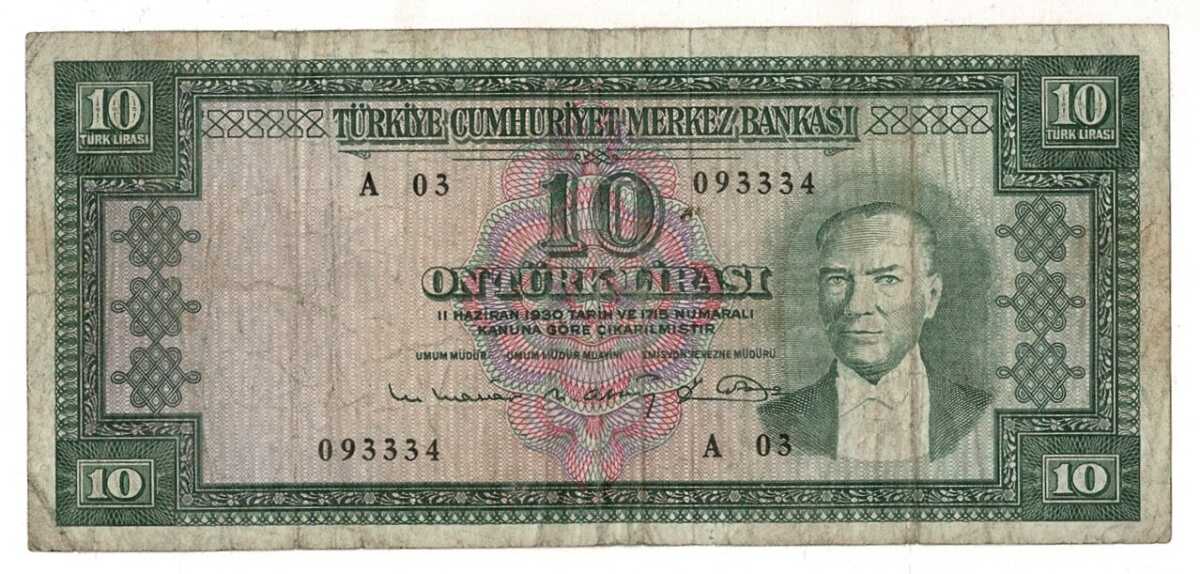 10 TÜRK LİRASI
TÜRKİYE CUMHURİYET MERKEZ BANKASI
10 TÜRK LİRASI
A 03
093334
10
ON TÜRK LİRASI
11 HAZİRAN 1930 TARİH VE 1715 NUMARALI
KANUNA GÖRE ÇIKARILMIŞTIR
UMUM MÜDÜR UMUM MÜDÜR MUAVİNİ EMİSYON VE VEZNE MÜDÜRÜ
093334
A 03
10
10